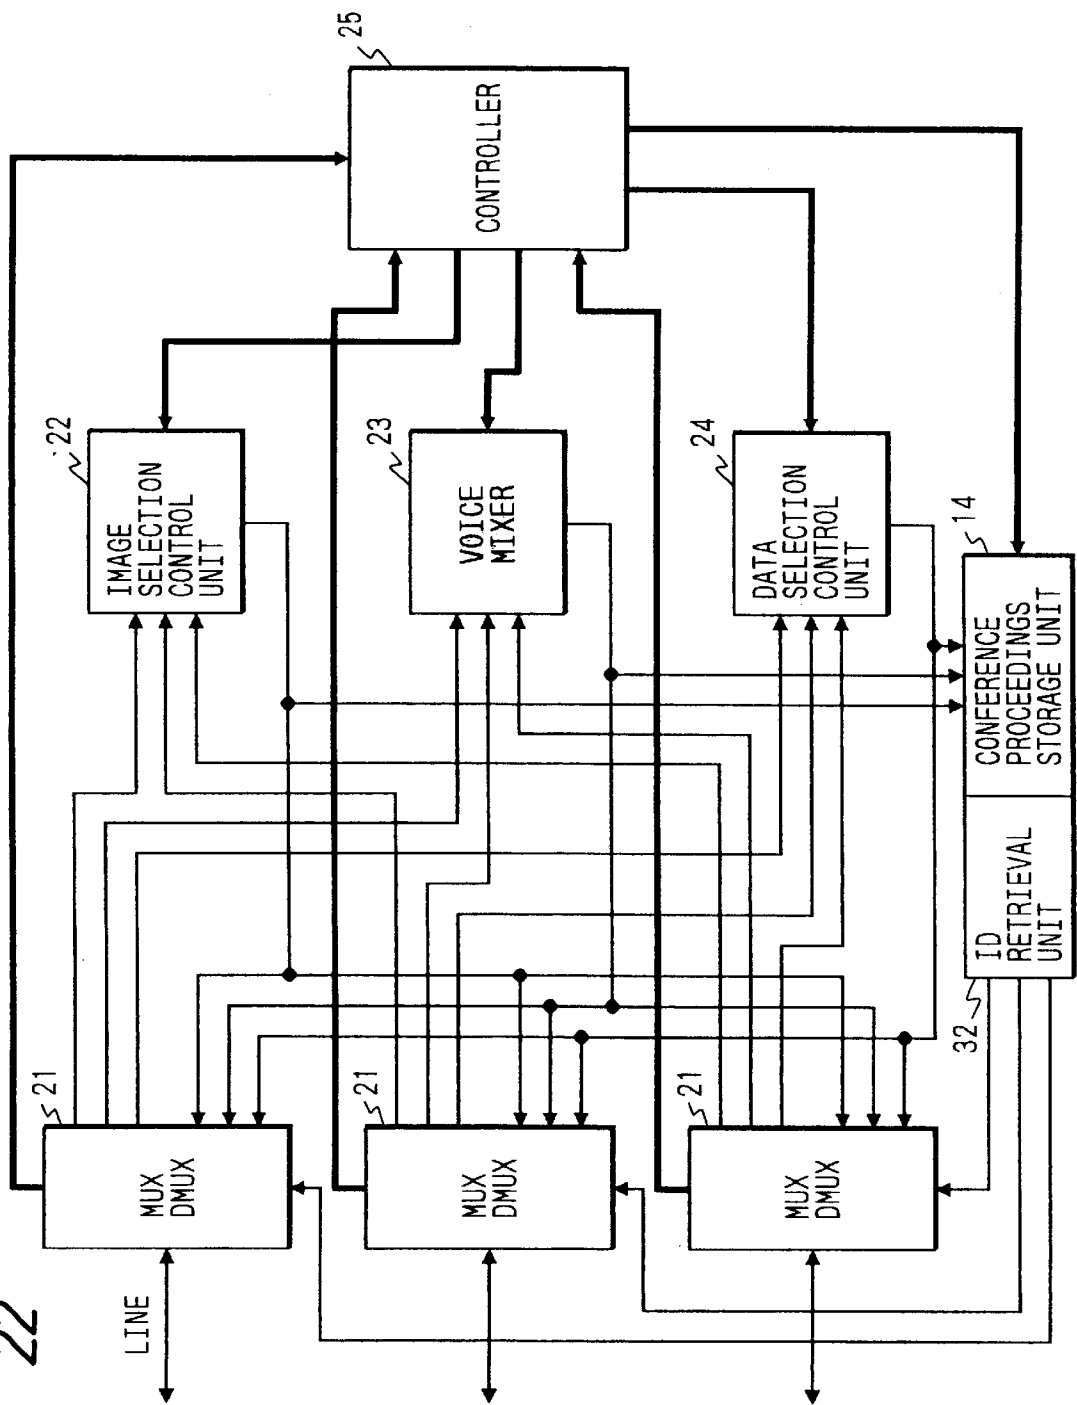 22
LINE
MUX
DMUX
21
MUX
DMUX
21
MUX
DMUX
21
IMAGE
SELECTION
CONTROL
UNIT
22
VOICE
MIXER
23
DATA
SELECTION
CONTROL
UNIT
24
CONTROLLER
25
ID
RETRIEVAL
UNIT
32
CONFERENCE
PROCEEDINGS
STORAGE UNIT
14